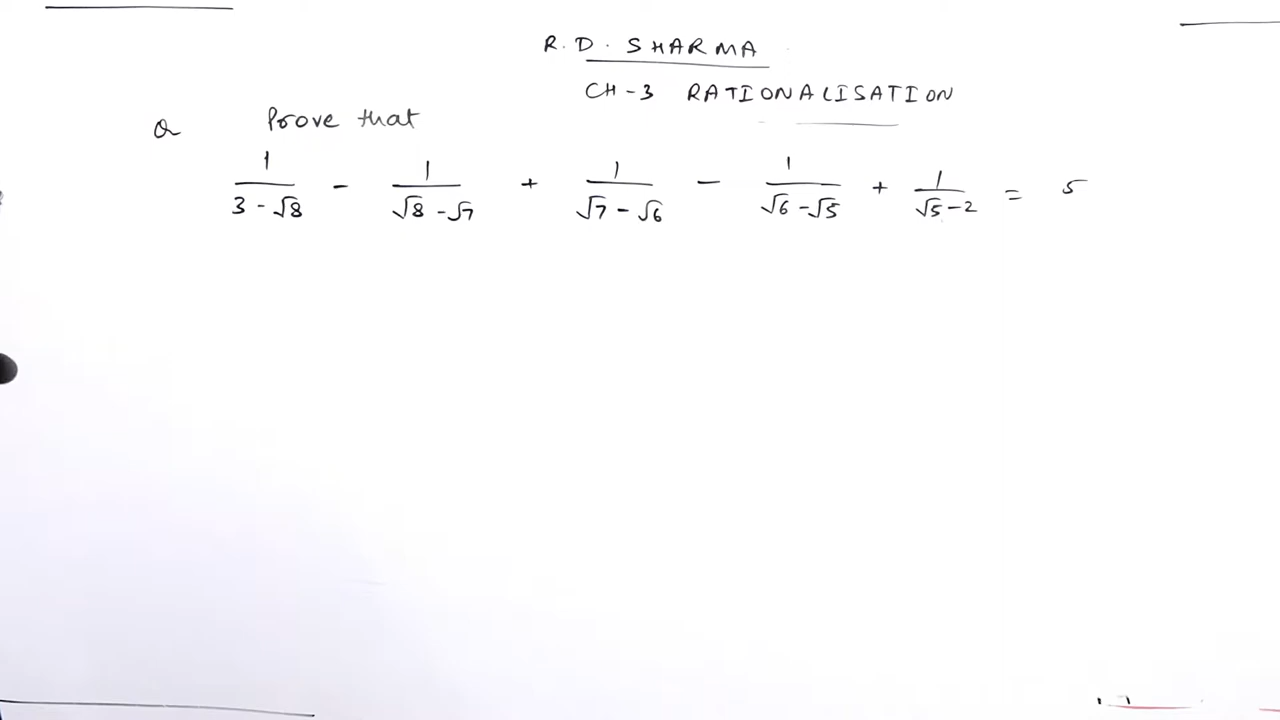 R.D. SHARMA
CH-3 RATIONALISATION
Q Prove that
1/(3-√8) - 1/(√8-√7) + 1/(√7-√6) - 1/(√6-√5) + 1/(√5-2) = 5